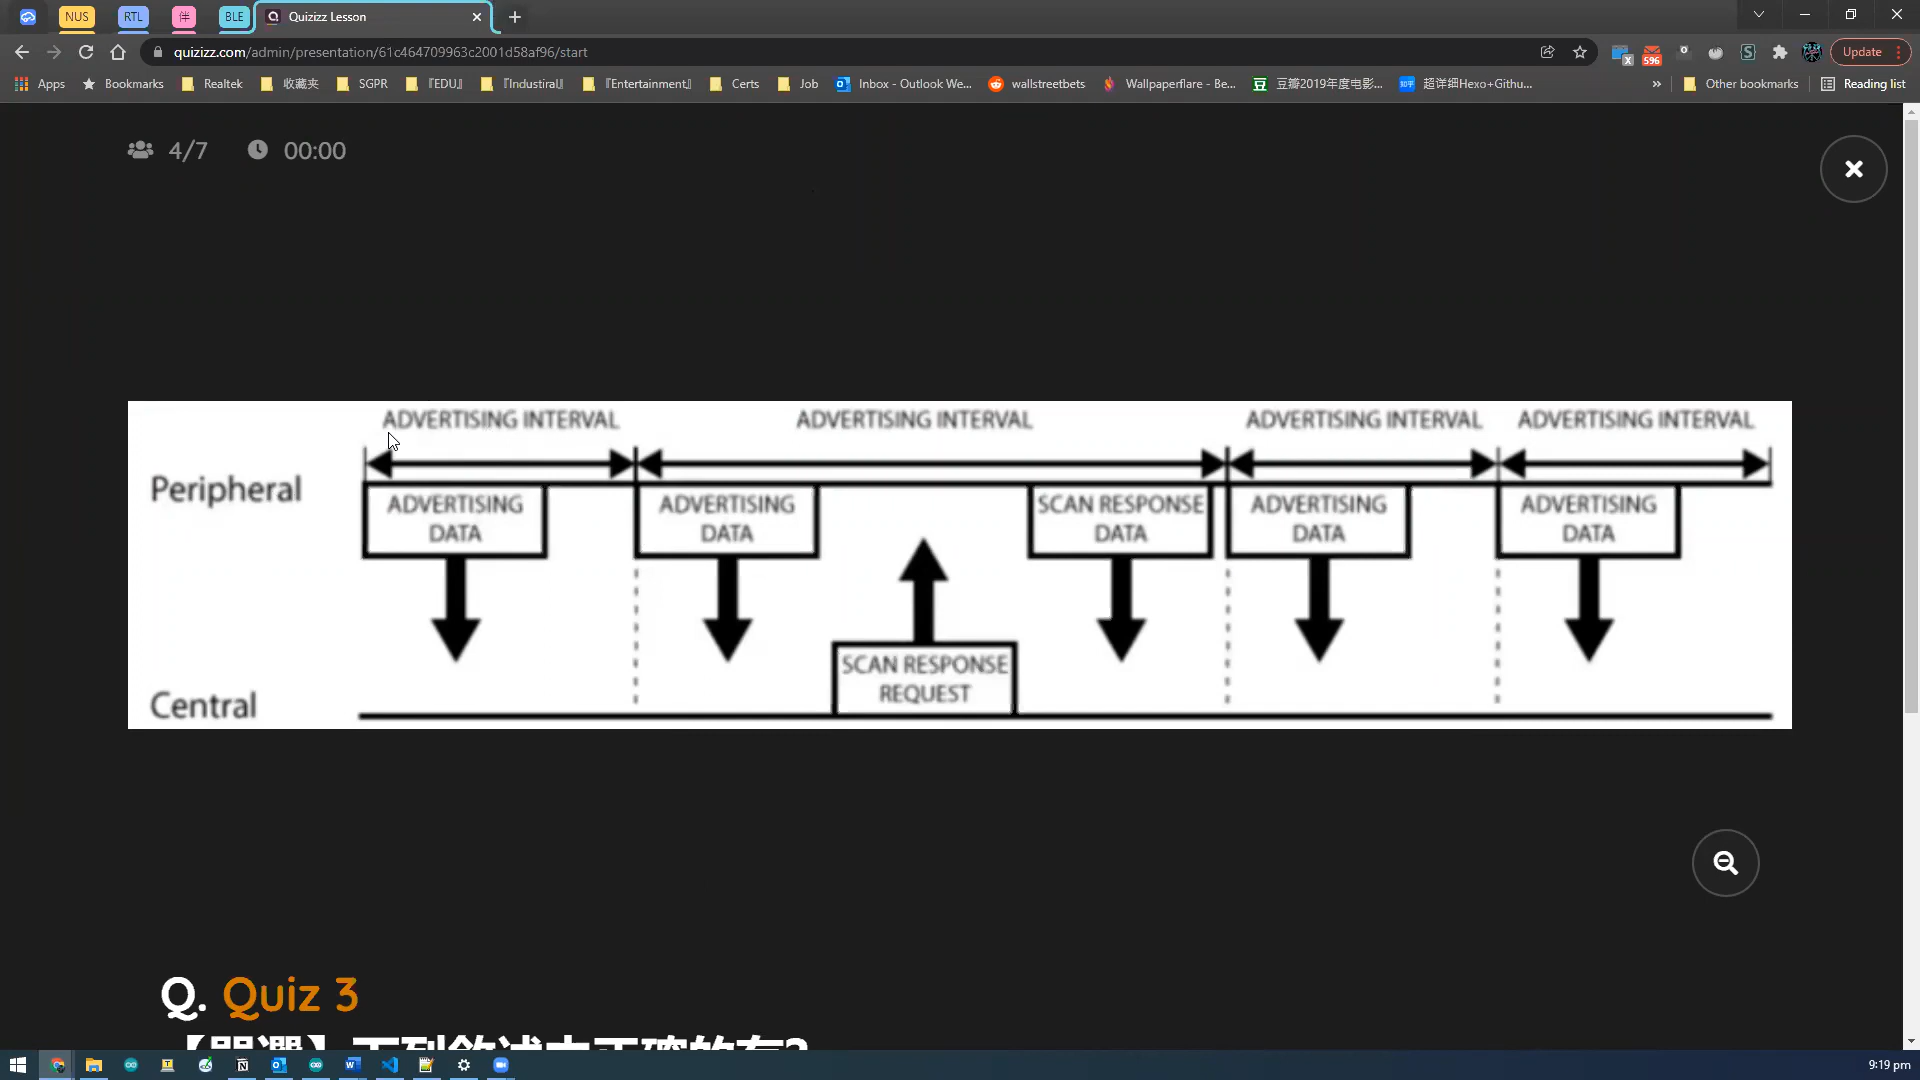 NUS RTL 伴 BLE Quizizz Lesson
quizizz.com/admin/presentation/61c464709963c2001d58af96/start Update
X 596
Apps Bookmarks Realtek 收藏夹 SGPR 『EDU』 『Industiral』 『Entertainment』 Certs Job Inbox - Outlook We... wallstreetbets Wallpaperflare - Be... 豆瓣2019年度电影... 超详细Hexo+Githu... » Other bookmarks Reading list
4/7 00:00
ADVERTISING INTERVAL ADVERTISING INTERVAL ADVERTISING INTERVAL ADVERTISING INTERVAL
Peripheral
ADVERTISING DATA
ADVERTISING DATA
SCAN RESPONSE DATA
ADVERTISING DATA
ADVERTISING DATA
SCAN RESPONSE REQUEST
Central
Q. Quiz 3
9:19 pm